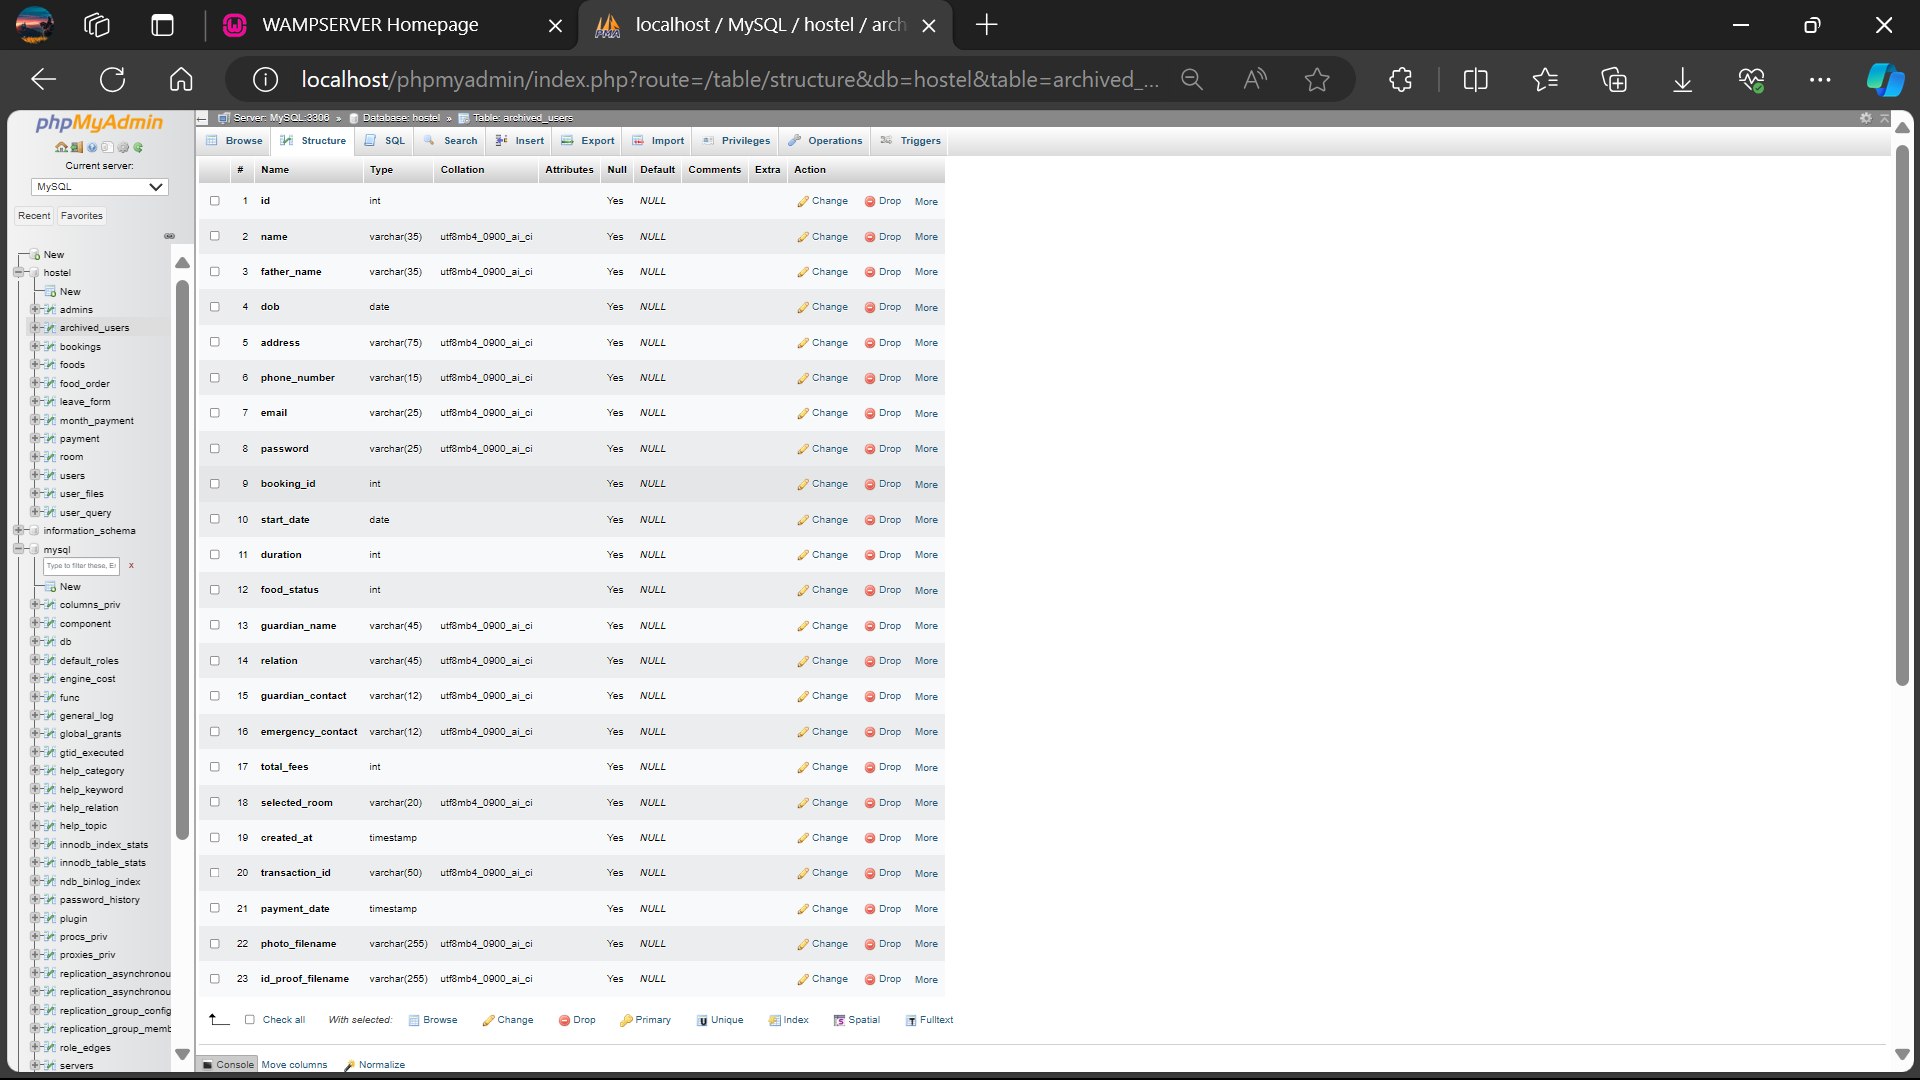 WAMPSERVER Homepage
localhost / MySQL / hostel / arch
localhost/phpmyadmin/index.php?route=/table/structure&db=hostel&table=archived_...
phpMyAdmin
Current server:
MySQL
Recent Favorites
New
hostel
New
admins
archived_users
bookings
foods
food_order
leave_form
month_payment
payment
room
users
user_files
user_query
information_schema
mysql
Type to filter these, E x
New
columns_priv
component
db
default_roles
engine_cost
func
general_log
global_grants
gtid_executed
help_category
help_keyword
help_relation
help_topic
innodb_index_stats
innodb_table_stats
ndb_binlog_index
password_history
plugin
procs_priv
proxies_priv
replication_asynchronou
replication_asynchronou
replication_group_config
replication_group_memb
role_edges
servers
Server: MySQL:3306 » Database: hostel » Table: archived_users
Browse Structure SQL Search Insert Export Import Privileges Operations Triggers
# Name Type Collation Attributes Null Default Comments Extra Action
1 id int Yes NULL Change Drop More
2 name varchar(35) utf8mb4_0900_ai_ci Yes NULL Change Drop More
3 father_name varchar(35) utf8mb4_0900_ai_ci Yes NULL Change Drop More
4 dob date Yes NULL Change Drop More
5 address varchar(75) utf8mb4_0900_ai_ci Yes NULL Change Drop More
6 phone_number varchar(15) utf8mb4_0900_ai_ci Yes NULL Change Drop More
7 email varchar(25) utf8mb4_0900_ai_ci Yes NULL Change Drop More
8 password varchar(25) utf8mb4_0900_ai_ci Yes NULL Change Drop More
9 booking_id int Yes NULL Change Drop More
10 start_date date Yes NULL Change Drop More
11 duration int Yes NULL Change Drop More
12 food_status int Yes NULL Change Drop More
13 guardian_name varchar(45) utf8mb4_0900_ai_ci Yes NULL Change Drop More
14 relation varchar(45) utf8mb4_0900_ai_ci Yes NULL Change Drop More
15 guardian_contact varchar(12) utf8mb4_0900_ai_ci Yes NULL Change Drop More
16 emergency_contact varchar(12) utf8mb4_0900_ai_ci Yes NULL Change Drop More
17 total_fees int Yes NULL Change Drop More
18 selected_room varchar(20) utf8mb4_0900_ai_ci Yes NULL Change Drop More
19 created_at timestamp Yes NULL Change Drop More
20 transaction_id varchar(50) utf8mb4_0900_ai_ci Yes NULL Change Drop More
21 payment_date timestamp Yes NULL Change Drop More
22 photo_filename varchar(255) utf8mb4_0900_ai_ci Yes NULL Change Drop More
23 id_proof_filename varchar(255) utf8mb4_0900_ai_ci Yes NULL Change Drop More
Check all With selected: Browse Change Drop Primary Unique Index Spatial Fulltext
Console Move columns Normalize